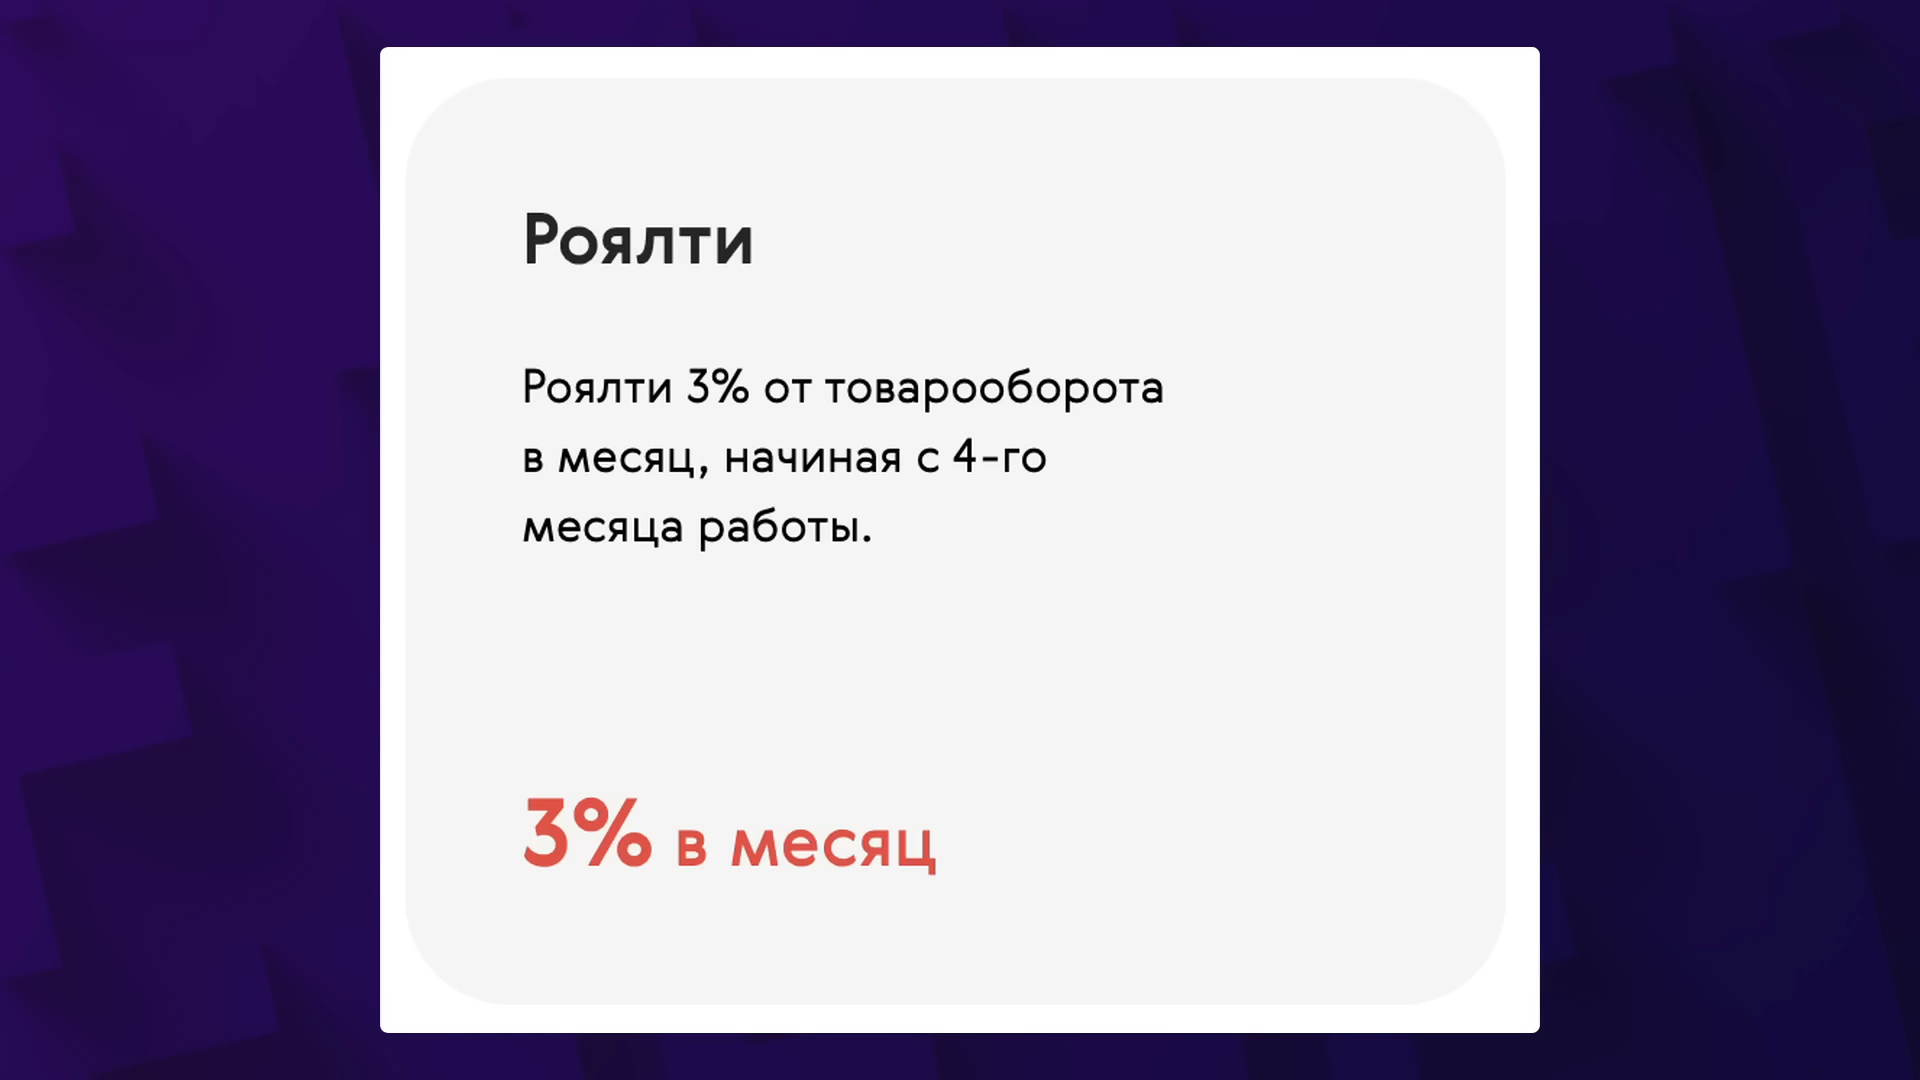 Роялти
Роялти 3% от товарооборота
в месяц, начиная с 4-го
месяца работы.
3% в месяц